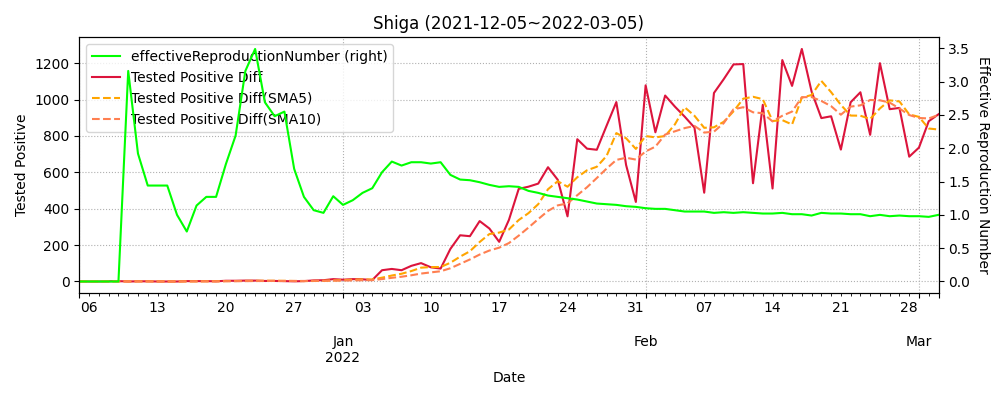 Shiga (2021-12-05~2022-03-05)
effectiveReproductionNumber (right)
Tested Positive Diff
Tested Positive Diff(SMA5)
Tested Positive Diff(SMA10)
Tested Positive
1200
1000
800
600
400
200
0
3.5
3.0
2.5
2.0
1.5
1.0
0.5
0.0
Effective Reproduction Number
06 13 20 27 03 10 17 24 31 07 14 21 28
Jan Feb Mar
2022
Date